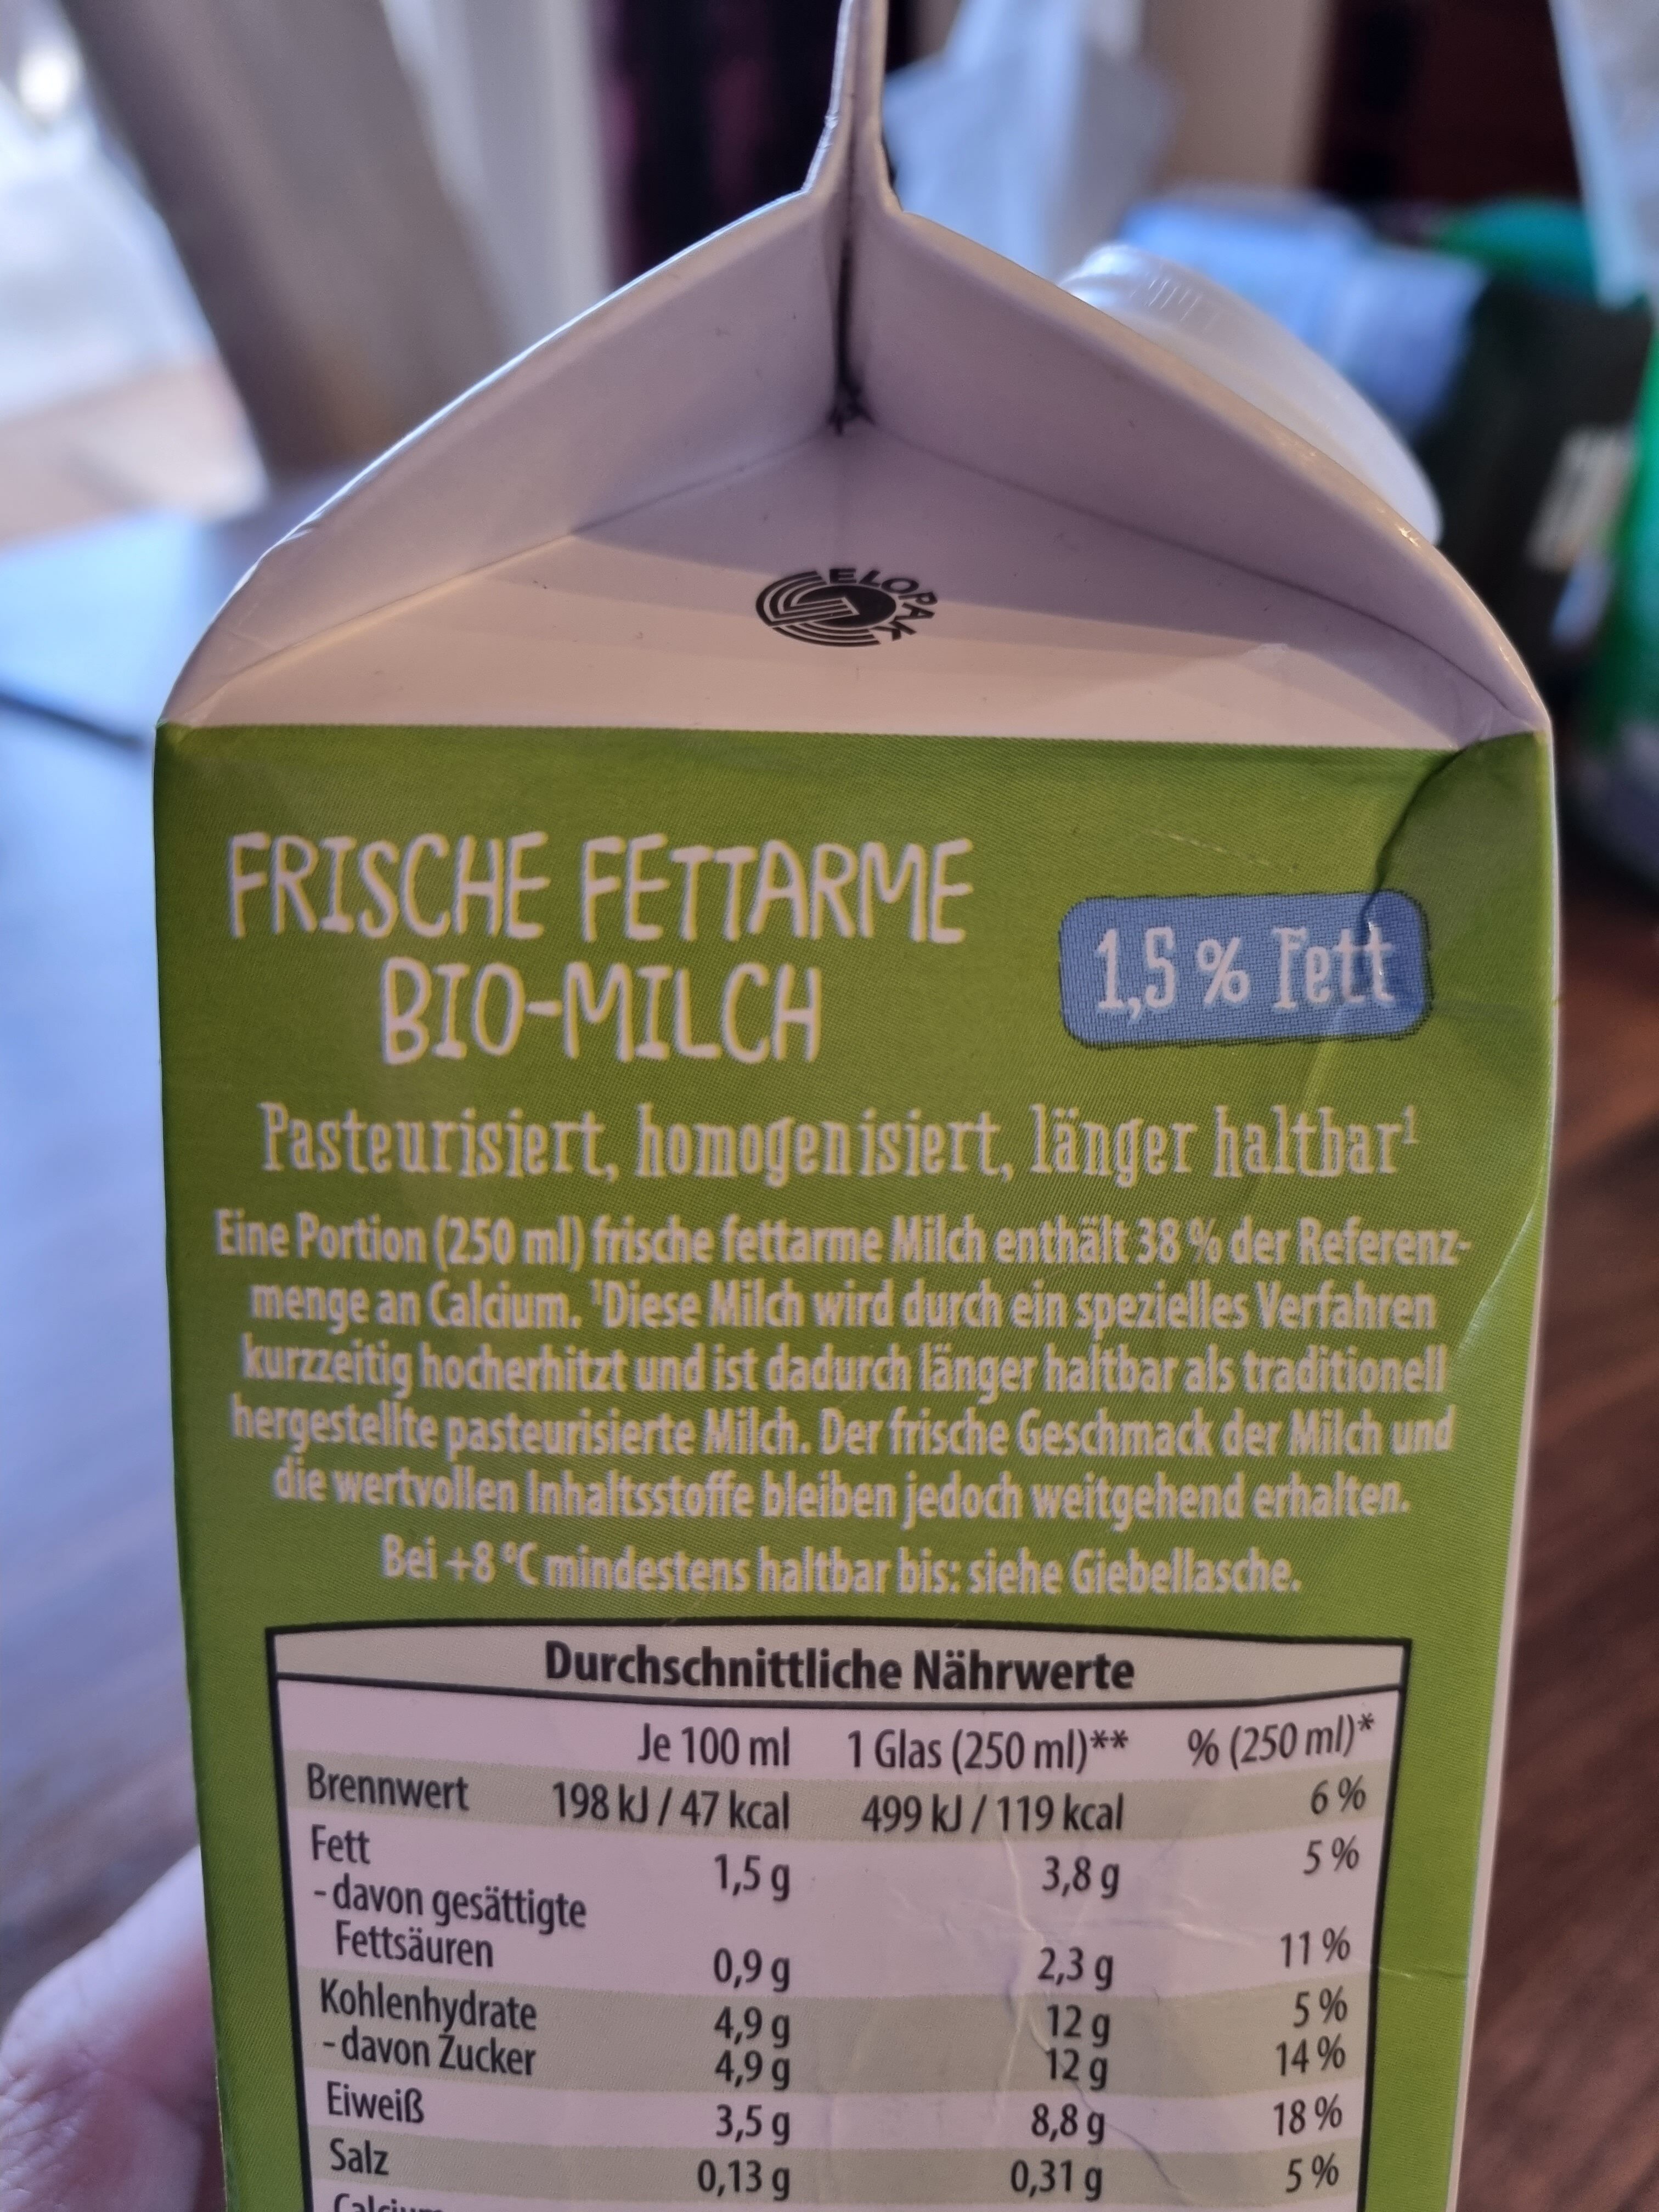 ELOPAK
FRISCHE FETTARME
BIO-MILCH
1,5 % Fett
Pasteurisiert, homogenisiert, länger haltbar¹
Eine Portion (250 ml) frische fettarme Milch enthält 38 % der Referenz-
menge an Calcium. ¹Diese Milch wird durch ein spezielles Verfahren
kurzzeitig hocherhitzt und ist dadurch länger haltbar als traditionell
hergestellte pasteurisierte Milch. Der frische Geschmack der Milch und
die wertvollen Inhaltsstoffe bleiben jedoch weitgehend erhalten.
Bei +8 °C mindestens haltbar bis: siehe Giebellasche.
Durchschnittliche Nährwerte
Je 100 ml 1 Glas (250 ml)** % (250 ml)*
Brennwert 198 kJ / 47 kcal 499 kJ / 119 kcal 6 %
Fett 1,5 g 3,8 g 5 %
- davon gesättigte
Fettsäuren 0,9 g 2,3 g 11 %
Kohlenhydrate 4,9 g 12 g 5 %
- davon Zucker 4,9 g 12 g 14 %
Eiweiß 3,5 g 8,8 g 18 %
Salz 0,13 g 0,31 g 5 %
Calcium